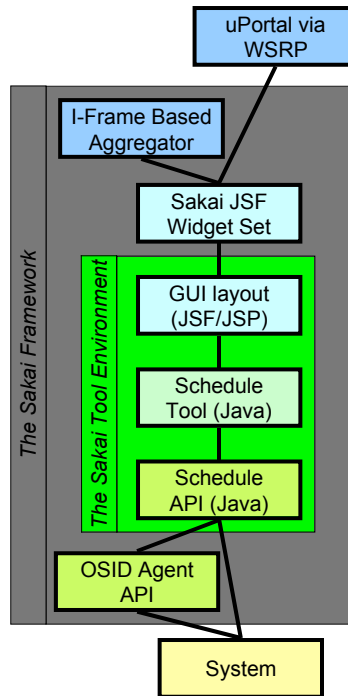 uPortal via
WSRP
I-Frame Based
Aggregator
Sakai JSF
Widget Set
The Sakai Framework
The Sakai Tool Environment
GUI layout
(JSF/JSP)
Schedule
Tool (Java)
Schedule
API (Java)
OSID Agent
API
System